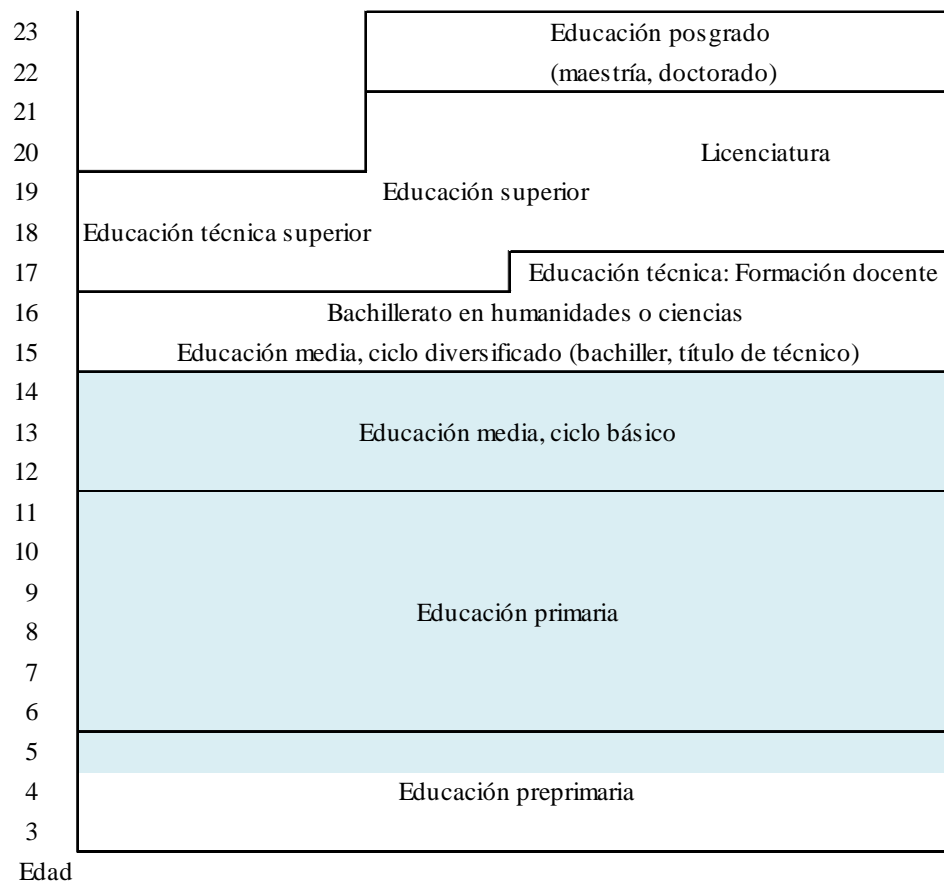 23 Educación posgrado
22 (maestría, doctorado)
21
20 Licenciatura
19 Educación superior
18 Educación técnica superior
17 Educación técnica: Formación docente
16 Bachillerato en humanidades o ciencias
15 Educación media, ciclo diversificado (bachiller, título de técnico)
14
13 Educación media, ciclo básico
12
11
10
9 Educación primaria
8
7
6
5
4 Educación preprimaria
3
Edad